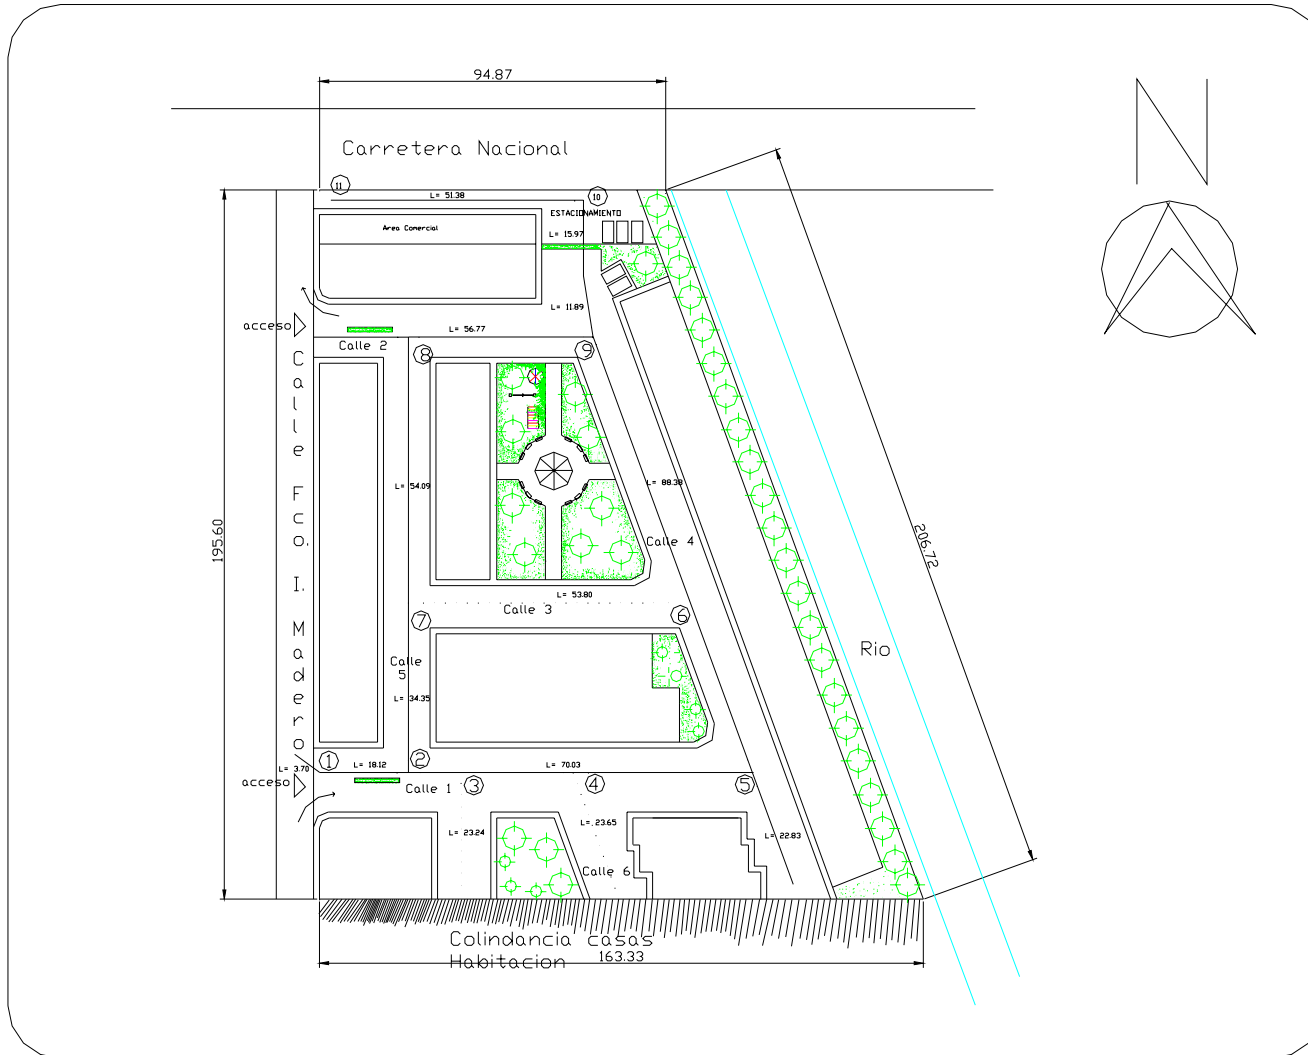 94.87
N
Carretera Nacional
11
L= 51.38
10
ESTACIONAMIENTO
Area Comercial
L= 15.97
L= 11.89
acceso
L= 56.77
Calle 2
8
9
Calle Fco. I. Madero
L= 54.09
L= 88.38
195.60
206.72
Calle 4
L= 53.80
Calle 3
7
6
Rio
Calle
5
L= 34.35
1
2
L= 3.70
L= 18.12
L= 70.03
acceso
Calle 1
3
4
5
L= 23.24
L= 23.65
L= 22.83
Calle 6
Colindancia casas
Habitacion
163.33